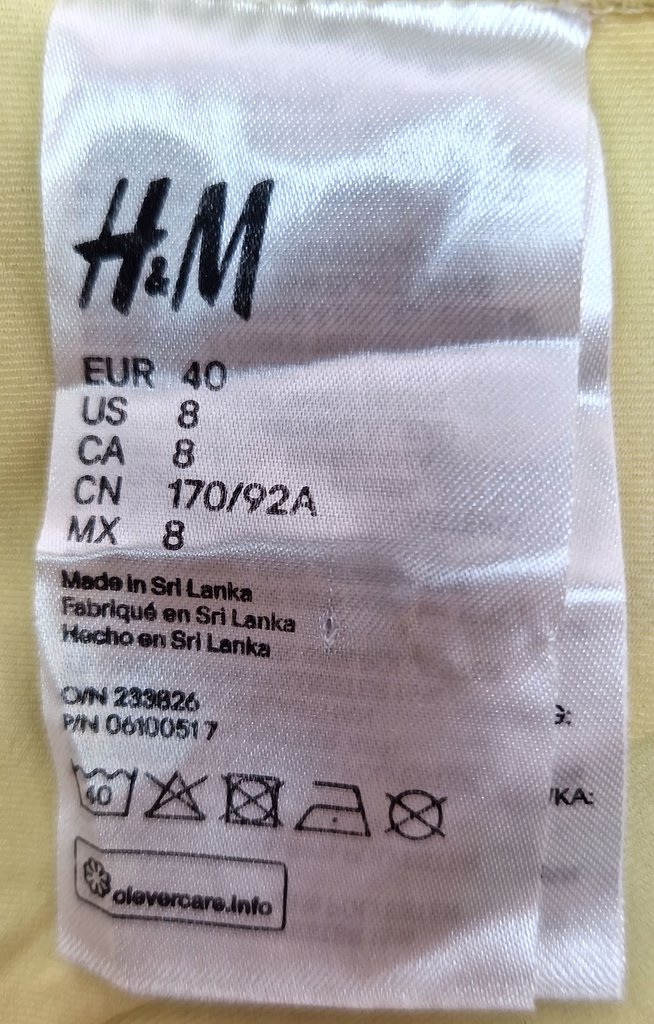 H&M
EUR 40
US 8
CA 8
CN 170/92A
MX 8
Made in Sri Lanka
Fabriqué en Sri Lanka
Hecho en Sri Lanka
O/N 233826
P/N 06100517
40
clevercare.info
KA: